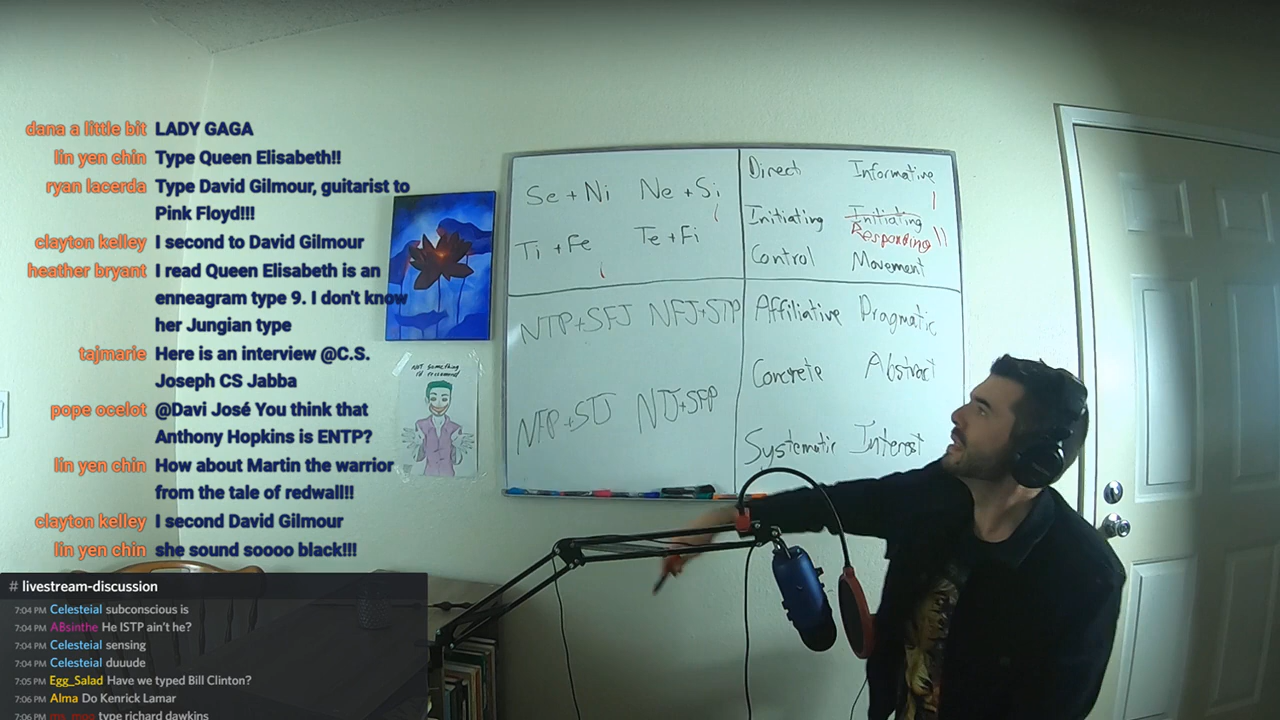 dana a little bit LADY GAGA
lin yen chin Type Queen Elisabeth!!
ryan lacerda Type David Gilmour, guitarist to
Pink Floyd!!!
clayton kelley I second to David Gilmour
heather bryant I read Queen Elisabeth is an
enneagram type 9. I don't know
her Jungian type
tajmarie Here is an interview @C.S.
Joseph CS Jabba
pope ocelot @Davi José You think that
Anthony Hopkins is ENTP?
lin yen chin How about Martin the warrior
from the tale of redwall!!
clayton kelley I second David Gilmour
lin yen chin she sound soooo black!!!
# livestream-discussion
7:04 PM Celesteial subconscious is
7:04 PM ABsinthe He ISTP ain't he?
7:04 PM Celesteial sensing
7:04 PM Celesteial duuude
7:05 PM Egg_Salad Have we typed Bill Clinton?
7:06 PM Alma Do Kenrick Lamar
7:06 PM ms_moo type richard dawkins
NOT something
I'd recommend
Se + Ni Ne + Si
Ti + Fe Te + Fi
NTP + SFJ NFJ + STP
NFP + STJ NTJ + SFP
Direct Informative
Initiating Initiating
Responding
Control Movement
Affiliative Pragmatic
Concrete Abstract
Systematic Interest